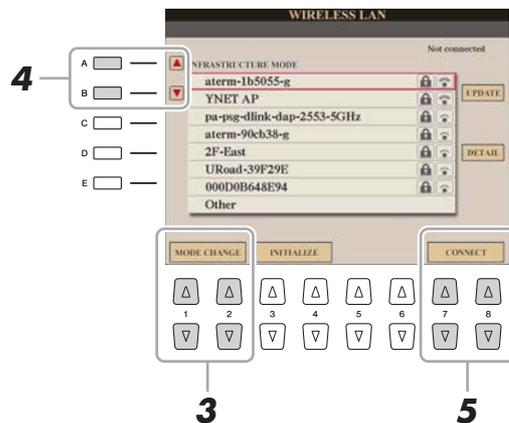 WIRELESS LAN
Not connected
4
A
B
C
D
E
NFRASTRUCTURE MODE
aterm-1b5055-g
YNET AP
pa-psg-dlink-dap-2553-5GHz
aterm-90cb38-g
2F-East
URoad-39F29E
000D0B648E94
Other
UPDATE
DETAIL
MODE CHANGE
INITIALIZE
CONNECT
1 2 3 4 5 6 7 8
3
5